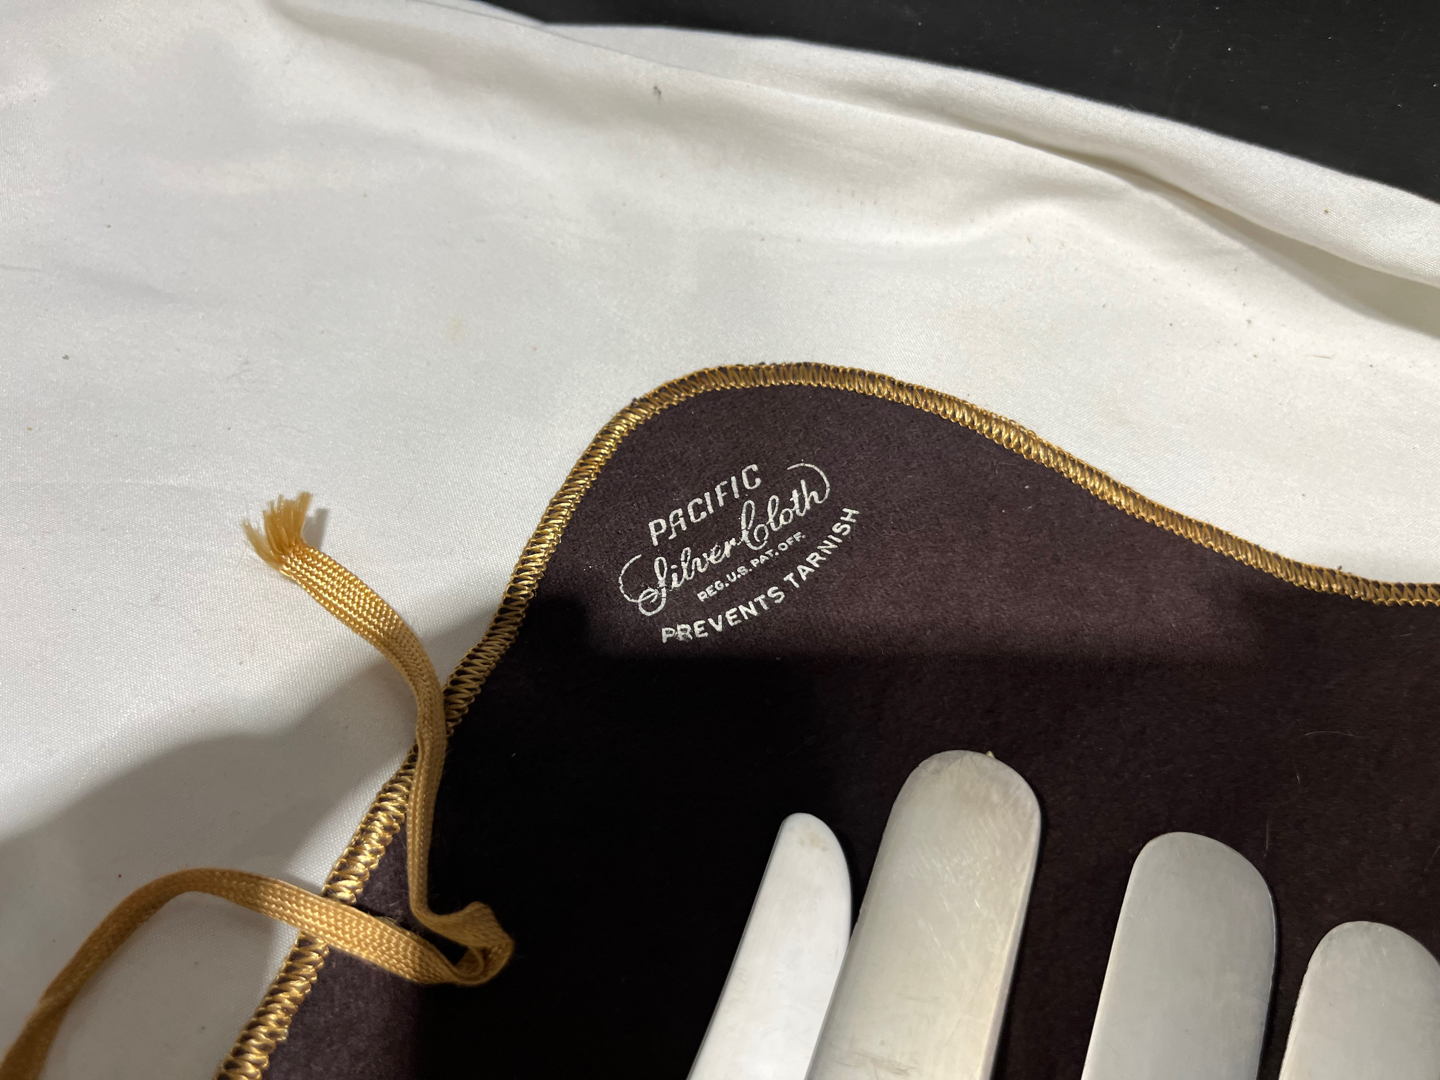 PACIFIC
Silver Cloth
REG. U.S. PAT. OFF.
PREVENTS TARNISH